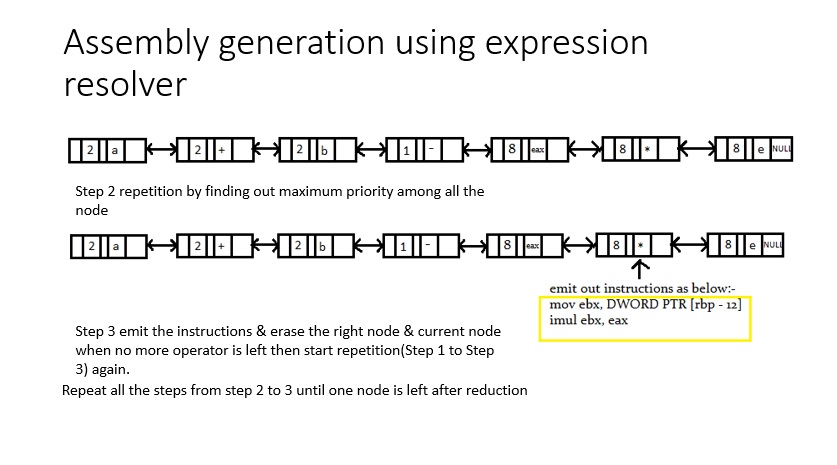 Assembly generation using expression
resolver
2 a 2 + 2 b 1 - 8 eax 8 * 8 e NULL
Step 2 repetition by finding out maximum priority among all the
node
2 a 2 + 2 b 1 - 8 eax 8 * 8 e NULL
emit out instructions as below:-
mov ebx, DWORD PTR [rbp - 12]
imul ebx, eax
Step 3 emit the instructions & erase the right node & current node
when no more operator is left then start repetition(Step 1 to Step
3) again.
Repeat all the steps from step 2 to 3 until one node is left after reduction